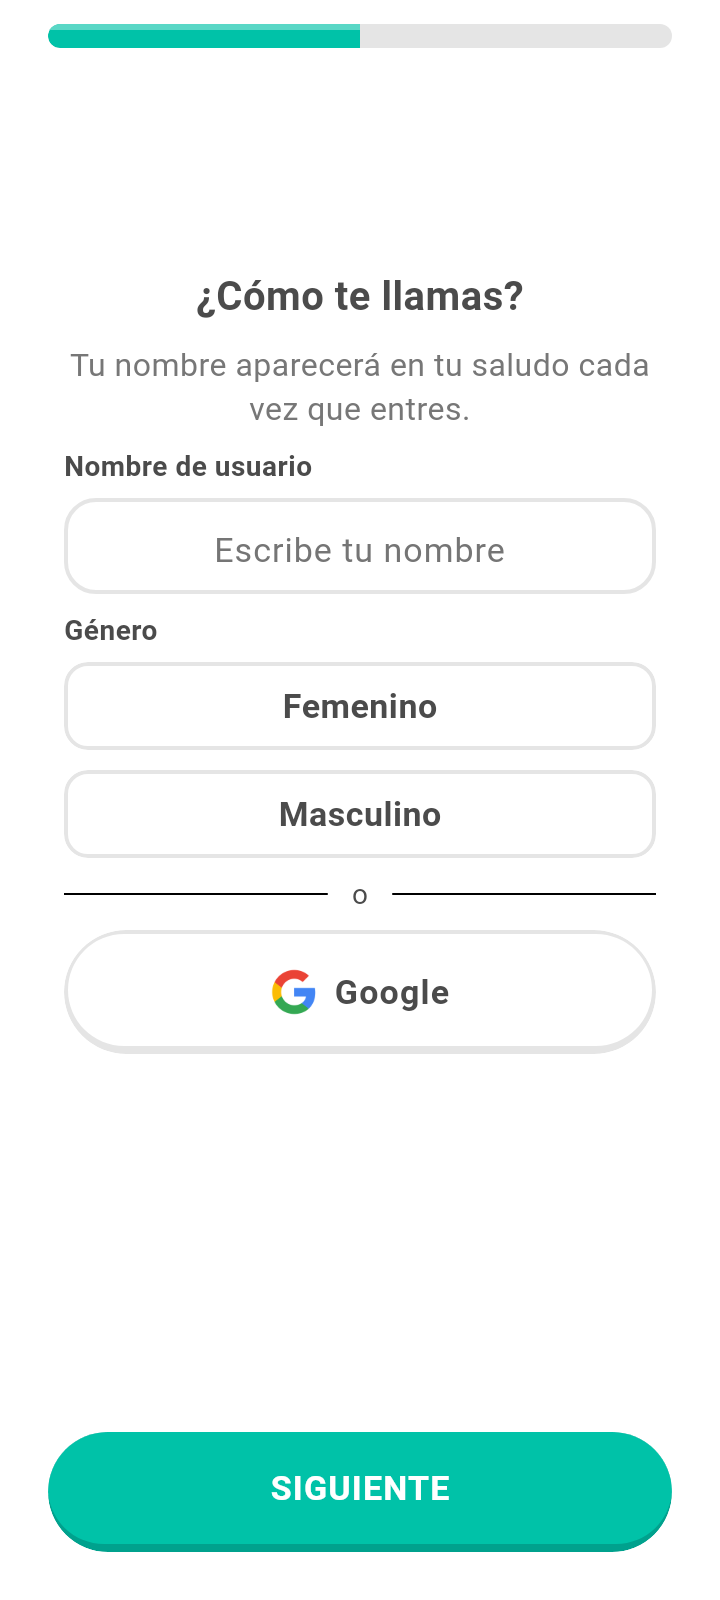 ¿Cómo te llamas?
Tu nombre aparecerá en tu saludo cada
vez que entres.
Nombre de usuario
Escribe tu nombre
Género
Femenino
Masculino
o
Google
SIGUIENTE